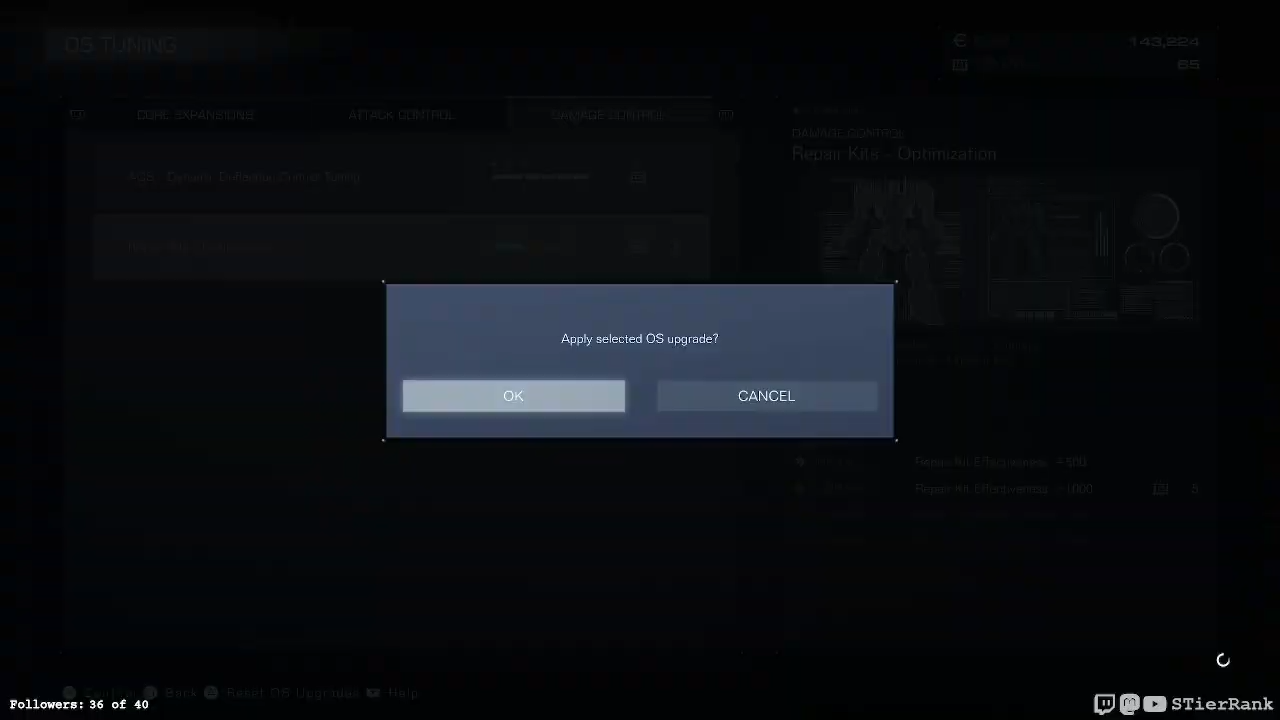 OS TUNING
143,224
65
CORE EXPANSIONS
ATTACK CONTROL
DAMAGE CONTROL
DAMAGE CONTROL
Repair Kits - Optimization
Apply selected OS upgrade?
OK
CANCEL
Repair Kit Effectiveness
Repair Kit Effectiveness
5
Back
Reset OS Upgrades
Help
Followers: 36 of 40
STierRank